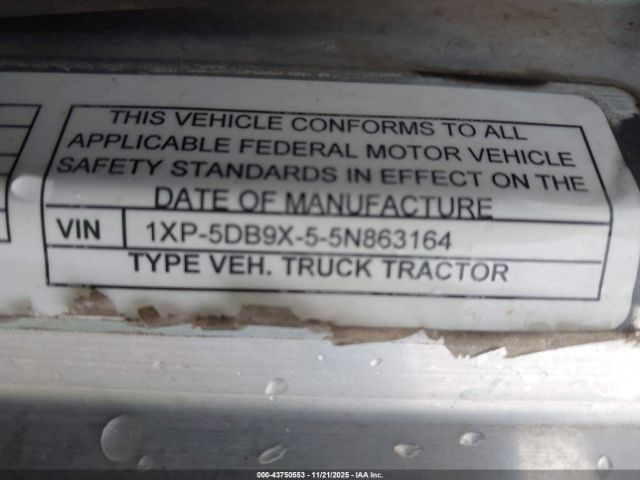 THIS VEHICLE CONFORMS TO ALL
APPLICABLE FEDERAL MOTOR VEHICLE
SAFETY STANDARDS IN EFFECT ON THE
DATE OF MANUFACTURE
VIN 1XP-5DB9X-5-5N863164
TYPE VEH. TRUCK TRACTOR
000-43750553 - 11/21/2025 - IAA Inc.